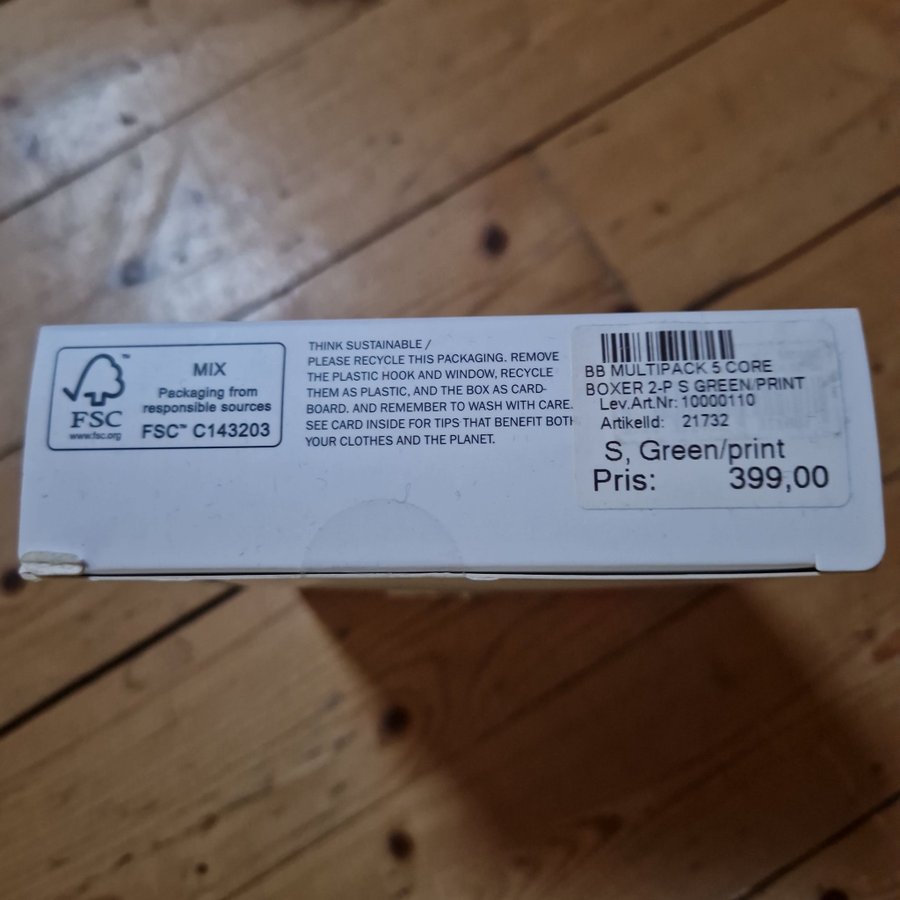 FSC
www.fsc.org
MIX
Packaging from
responsible sources
FSC™ C143203
THINK SUSTAINABLE /
PLEASE RECYCLE THIS PACKAGING. REMOVE
THE PLASTIC HOOK AND WINDOW, RECYCLE
THEM AS PLASTIC, AND THE BOX AS CARD-
BOARD. AND REMEMBER TO WASH WITH CARE.
SEE CARD INSIDE FOR TIPS THAT BENEFIT BOTH
YOUR CLOTHES AND THE PLANET.
BB MULTIPACK 5 CORE
BOXER 2-P S GREEN/PRINT
Lev.Art.Nr: 10000110
ArtikelId: 21732
S, Green/print
Pris: 399,00